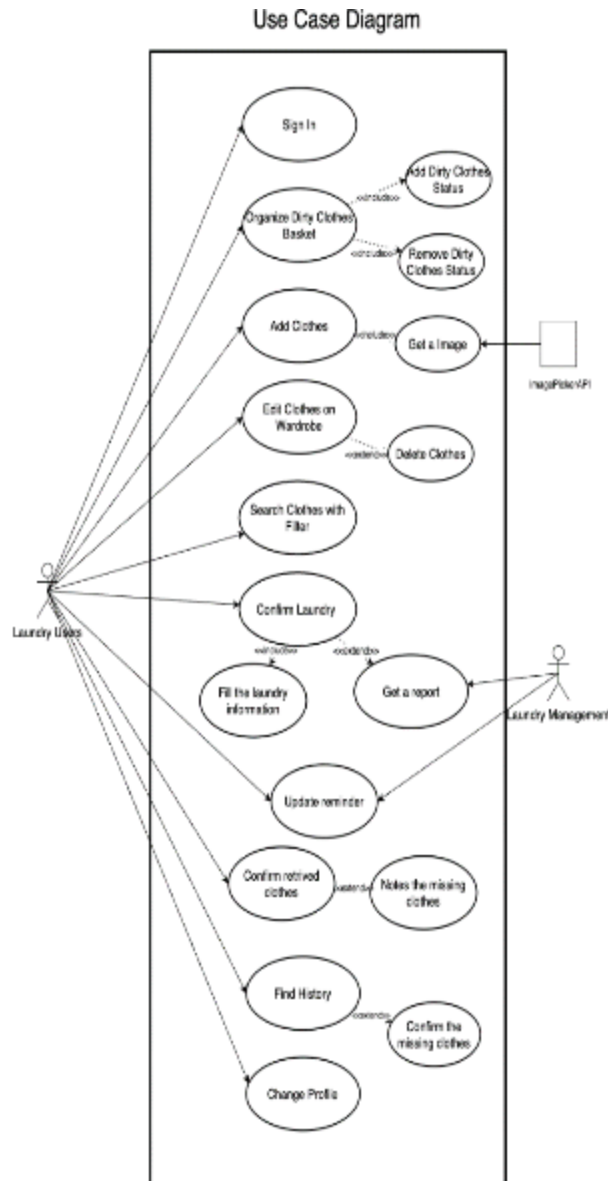 Use Case Diagram
Sign In
Add Dirty Clothes
Status
<<include>>
Organize Dirty Clothes
Basket
<<include>>
Remove Dirty
Clothes Status
Add Clothes
<<include>>
Get a Image
ImagePickerAPI
Edit Clothes on
Wardrobe
<<extend>>
Delete Clothes
Search Clothes with
Filter
Laundry Users
Confirm Laundry
<<include>>
<<extend>>
Fill the laundry
information
Get a report
Laundry Management
Update reminder
Confirm retrived
clothes
<<extend>>
Notes the missing
clothes
Find History
<<extend>>
Confirm the
missing clothes
Change Profile